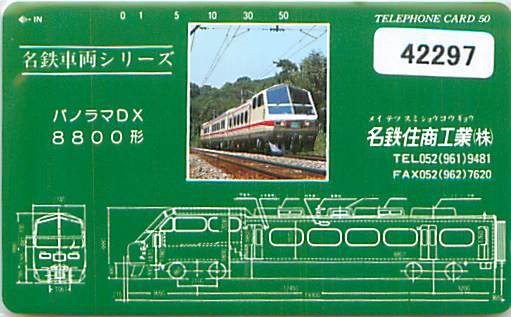 IN
0 1 5 10 30 50
TELEPHONE CARD 50
42297
名鉄車両シリーズ
パノラマDX
8800形
メイ テツ スミ ショウ コウ ギョウ
名鉄住商工業(株)
TEL052(961)9481
FAX052(962)7620